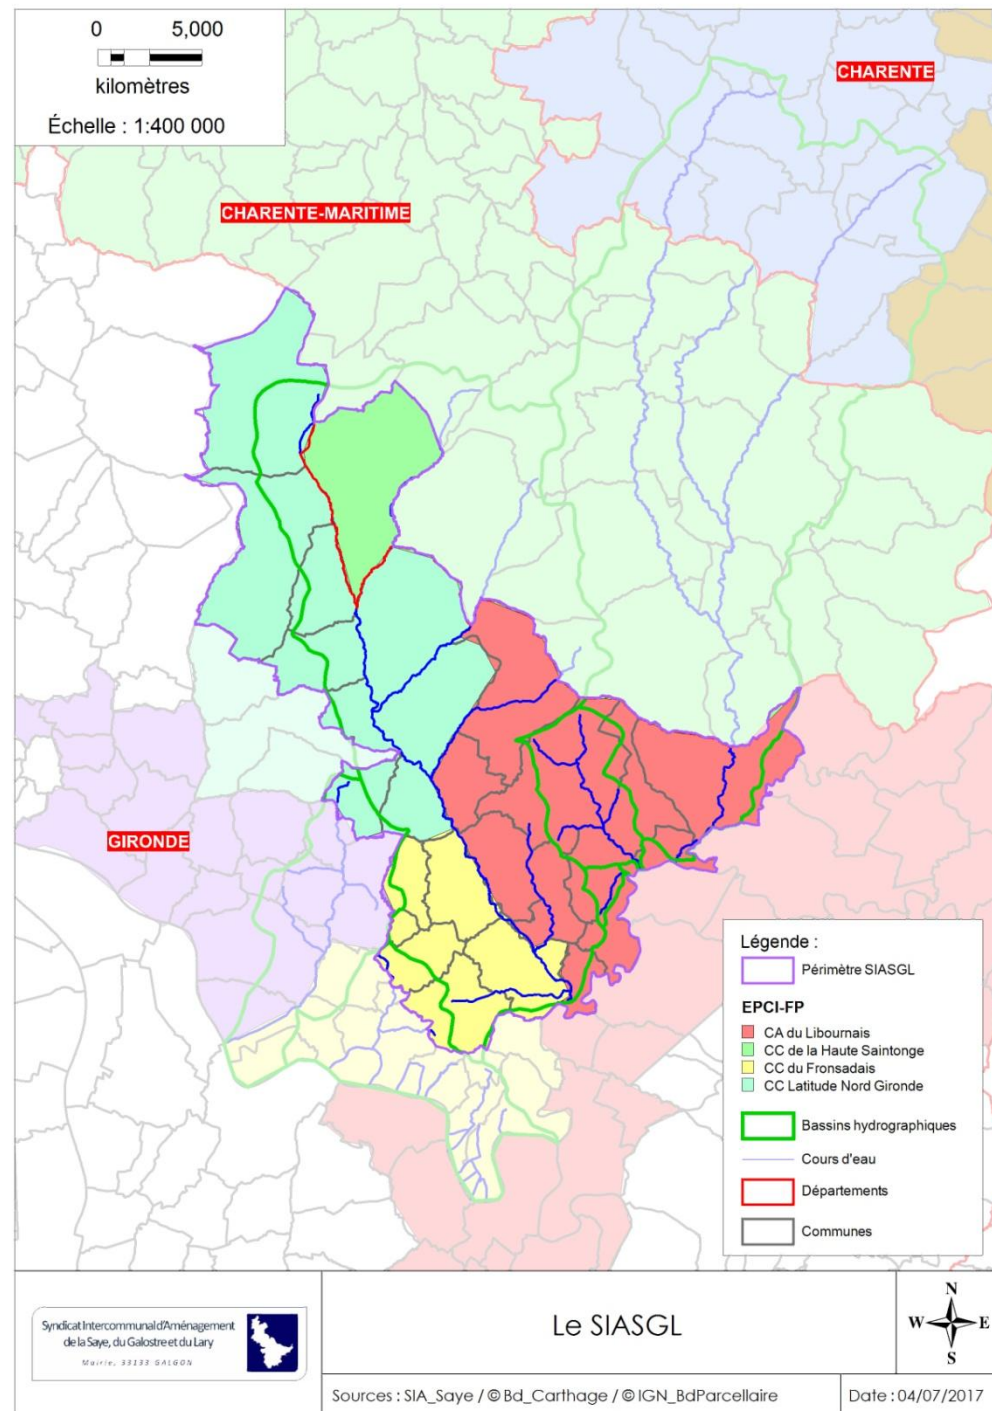 0 5,000
kilomètres
Échelle : 1:400 000
CHARENTE
CHARENTE-MARITIME
GIRONDE
Légende :
Périmètre SIASGL
EPCI-FP
CA du Libournais
CC de la Haute Saintonge
CC du Fronsadais
CC Latitude Nord Gironde
Bassins hydrographiques
Cours d'eau
Départements
Communes
Syndicat Intercommunal d'Aménagement
de la Saye, du Galostre et du Lary
Mairie, 33133 GALGON
Le SIASGL
N
W E
S
Sources : SIA_Saye / © Bd_Carthage / © IGN_BdParcellaire
Date : 04/07/2017